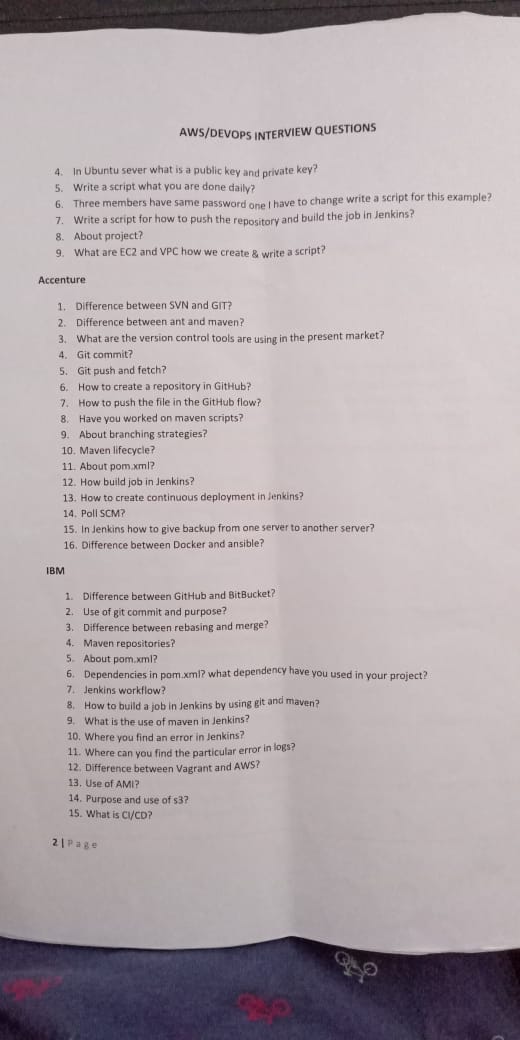 AWS/DEVOPS INTERVIEW QUESTIONS
4. In Ubuntu sever what is a public key and private key?
5. Write a script what you are done daily?
6. Three members have same password one I have to change write a script for this example?
7. Write a script for how to push the repository and build the job in Jenkins?
8. About project?
9. What are EC2 and VPC how we create & write a script?
Accenture
1. Difference between SVN and GIT?
2. Difference between ant and maven?
3. What are the version control tools are using in the present market?
4. Git commit?
5. Git push and fetch?
6. How to create a repository in GitHub?
7. How to push the file in the GitHub flow?
8. Have you worked on maven scripts?
9. About branching strategies?
10. Maven lifecycle?
11. About pom.xml?
12. How build job in Jenkins?
13. How to create continuous deployment in Jenkins?
14. Poll SCM?
15. In Jenkins how to give backup from one server to another server?
16. Difference between Docker and ansible?
IBM
1. Difference between GitHub and BitBucket?
2. Use of git commit and purpose?
3. Difference between rebasing and merge?
4. Maven repositories?
5. About pom.xml?
6. Dependencies in pom.xml? what dependency have you used in your project?
7. Jenkins workflow?
8. How to build a job in Jenkins by using git and maven?
9. What is the use of maven in Jenkins?
10. Where you find an error in Jenkins?
11. Where can you find the particular error in logs?
12. Difference between Vagrant and AWS?
13. Use of AMI?
14. Purpose and use of s3?
15. What is CI/CD?
2 | P a g e